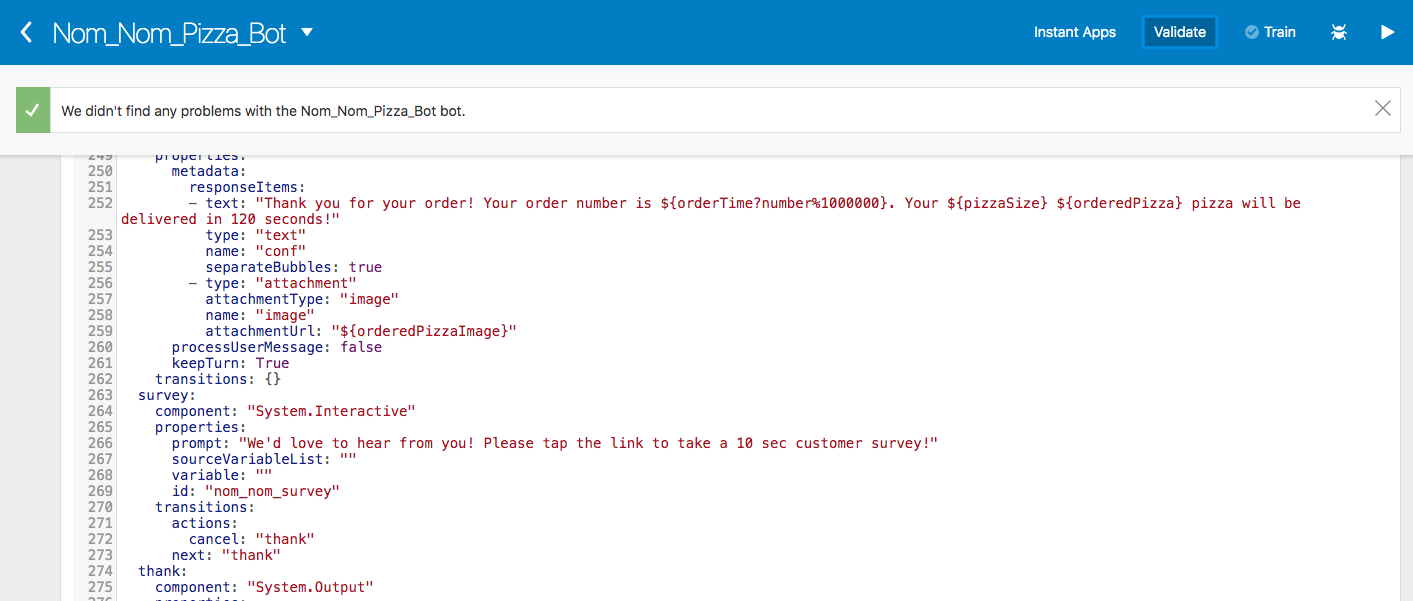 Nom_Nom_Pizza_Bot
Instant Apps
Validate
Train
We didn't find any problems with the Nom_Nom_Pizza_Bot bot.
249 properties:
250 metadata:
251 responseItems:
252 - text: "Thank you for your order! Your order number is ${orderTime?number%1000000}. Your ${pizzaSize} ${orderedPizza} pizza will be
delivered in 120 seconds!"
253 type: "text"
254 name: "conf"
255 separateBubbles: true
256 - type: "attachment"
257 attachmentType: "image"
258 name: "image"
259 attachmentUrl: "${orderedPizzaImage}"
260 processUserMessage: false
261 keepTurn: True
262 transitions: {}
263 survey:
264 component: "System.Interactive"
265 properties:
266 prompt: "We'd love to hear from you! Please tap the link to take a 10 sec customer survey!"
267 sourceVariableList: ""
268 variable: ""
269 id: "nom_nom_survey"
270 transitions:
271 actions:
272 cancel: "thank"
273 next: "thank"
274 thank:
275 component: "System.Output"
276 properties: